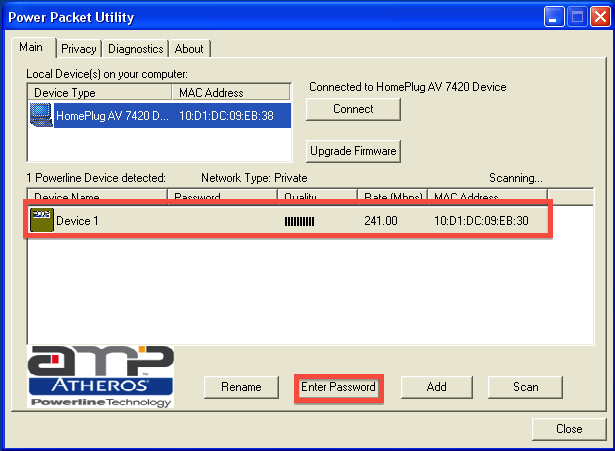 Power Packet Utility
Main Privacy Diagnostics About
Local Device(s) on your computer:
Device Type MAC Address
HomePlug AV 7420 D... 10:D1:DC:09:EB:38
Connected to HomePlug AV 7420 Device
Connect
Upgrade Firmware
1 Powerline Device detected: Network Type: Private Scanning...
Device Name Password Quality Rate (Mbps) MAC Address
Device 1 241.00 10:D1:DC:09:EB:30
amp
ATHEROS
Powerline Technology
Rename Enter Password Add Scan
Close